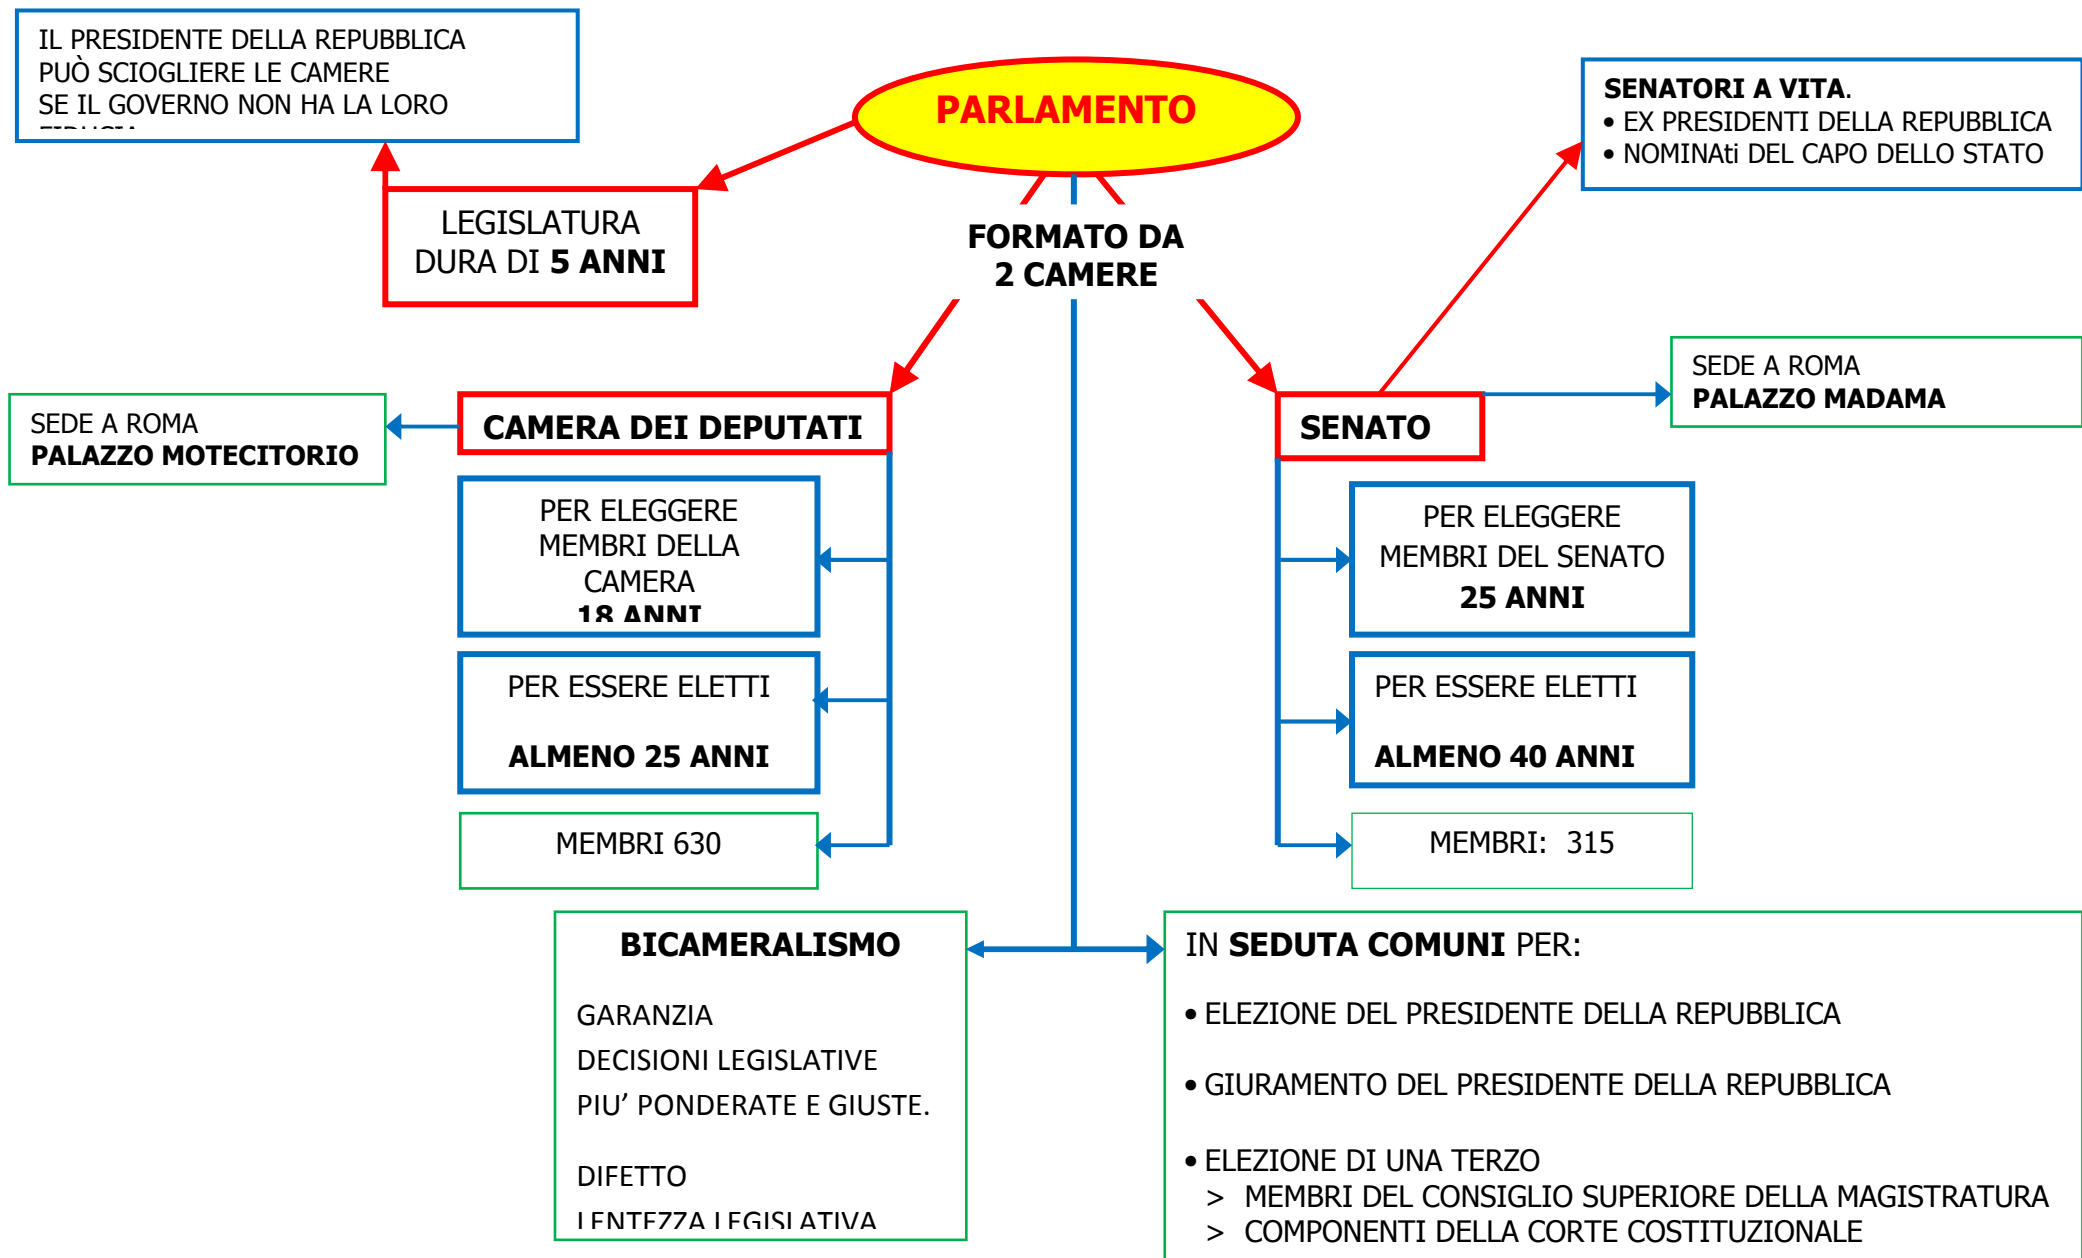 IL PRESIDENTE DELLA REPUBBLICA
PUÒ SCIOGLIERE LE CAMERE
SE IL GOVERNO NON HA LA LORO
FIDUCIA
PARLAMENTO
SENATORI A VITA.
• EX PRESIDENTI DELLA REPUBBLICA
• NOMINAti DEL CAPO DELLO STATO
LEGISLATURA
DURA DI 5 ANNI
FORMATO DA
2 CAMERE
SEDE A ROMA
PALAZZO MOTECITORIO
CAMERA DEI DEPUTATI
SENATO
SEDE A ROMA
PALAZZO MADAMA
PER ELEGGERE
MEMBRI DELLA
CAMERA
18 ANNI
PER ESSERE ELETTI
ALMENO 25 ANNI
MEMBRI 630
PER ELEGGERE
MEMBRI DEL SENATO
25 ANNI
PER ESSERE ELETTI
ALMENO 40 ANNI
MEMBRI: 315
BICAMERALISMO
GARANZIA
DECISIONI LEGISLATIVE
PIU’ PONDERATE E GIUSTE.
DIFETTO
LENTEZZA LEGISLATIVA
IN SEDUTA COMUNI PER:
• ELEZIONE DEL PRESIDENTE DELLA REPUBBLICA
• GIURAMENTO DEL PRESIDENTE DELLA REPUBBLICA
• ELEZIONE DI UNA TERZO
> MEMBRI DEL CONSIGLIO SUPERIORE DELLA MAGISTRATURA
> COMPONENTI DELLA CORTE COSTITUZIONALE